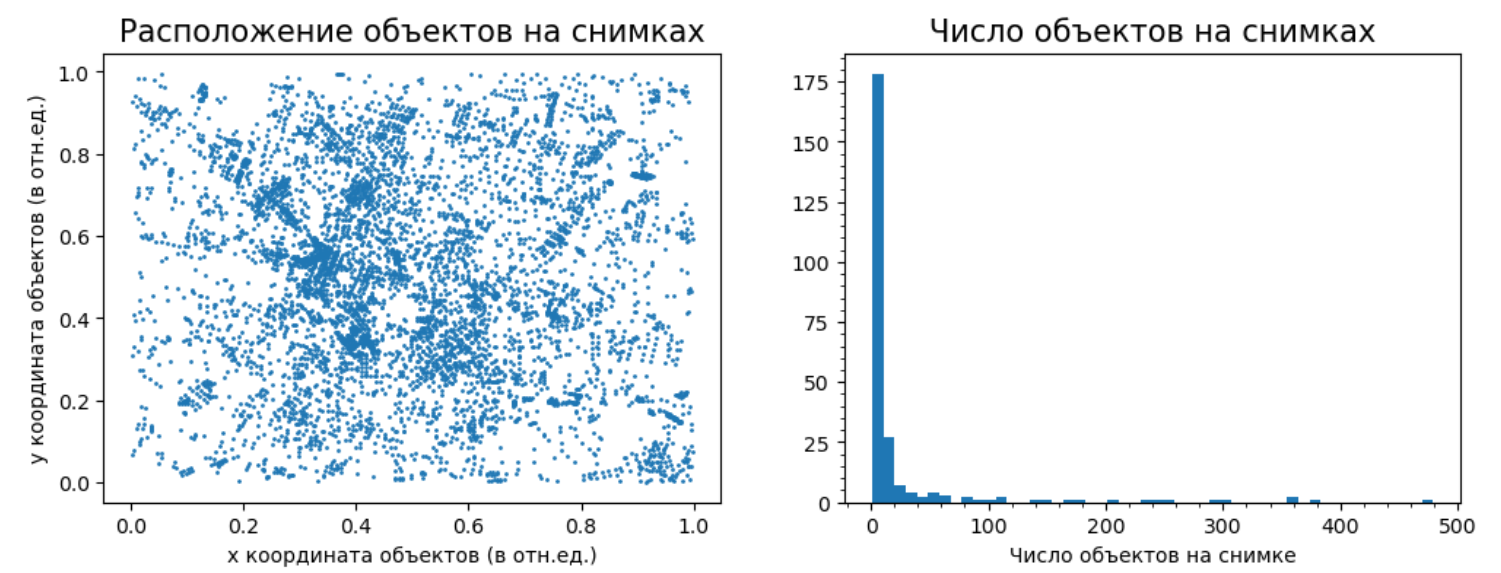 Расположение объектов на снимках
1.0
0.8
0.6
0.4
0.2
0.0
y координата объектов (в отн.ед.)
0.0 0.2 0.4 0.6 0.8 1.0
x координата объектов (в отн.ед.)
Число объектов на снимках
175
150
125
100
75
50
25
0
0 100 200 300 400 500
Число объектов на снимке